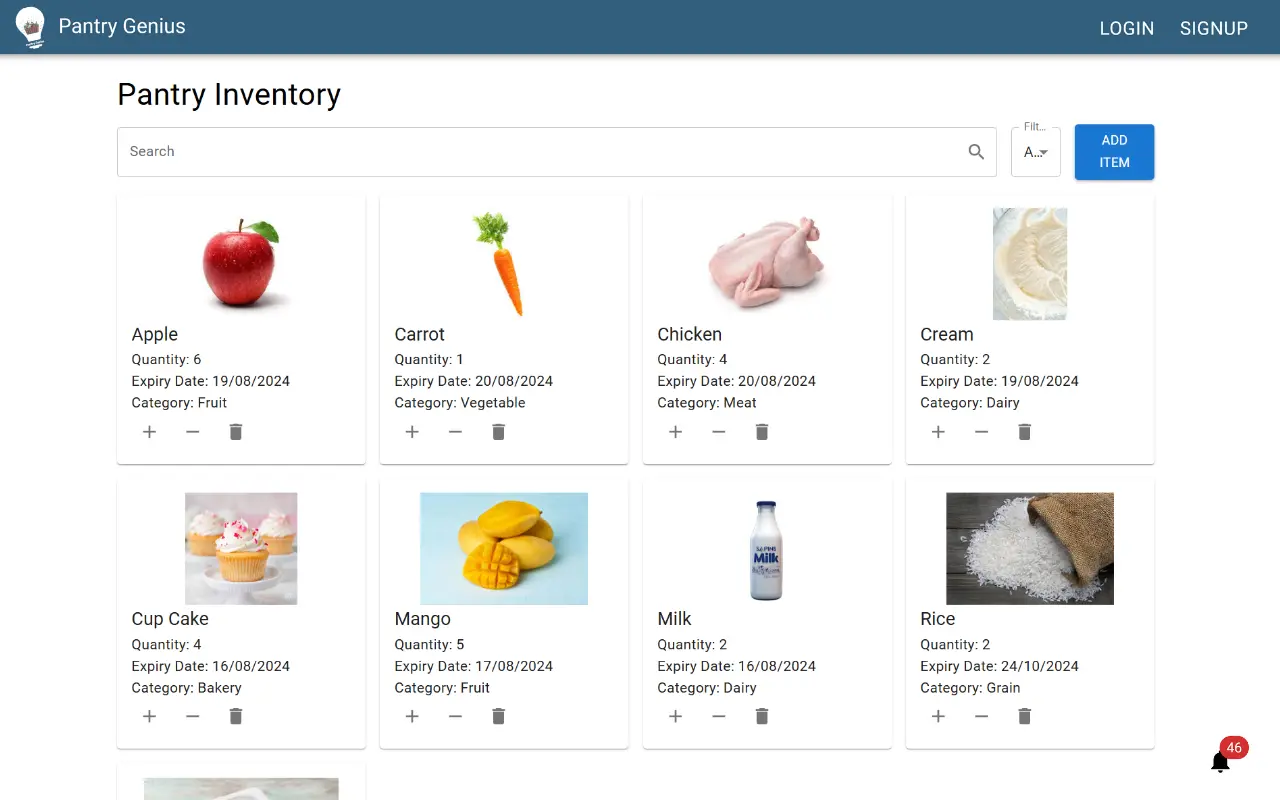 Pantry Genius
LOGIN
SIGNUP
Pantry Inventory
Search
Filt...
A...
ADD
ITEM
Apple
Quantity: 6
Expiry Date: 19/08/2024
Category: Fruit
Carrot
Quantity: 1
Expiry Date: 20/08/2024
Category: Vegetable
Chicken
Quantity: 4
Expiry Date: 20/08/2024
Category: Meat
Cream
Quantity: 2
Expiry Date: 19/08/2024
Category: Dairy
Cup Cake
Quantity: 4
Expiry Date: 16/08/2024
Category: Bakery
Mango
Quantity: 5
Expiry Date: 17/08/2024
Category: Fruit
Milk
Milk
Quantity: 2
Expiry Date: 16/08/2024
Category: Dairy
Rice
Quantity: 2
Expiry Date: 24/10/2024
Category: Grain
46